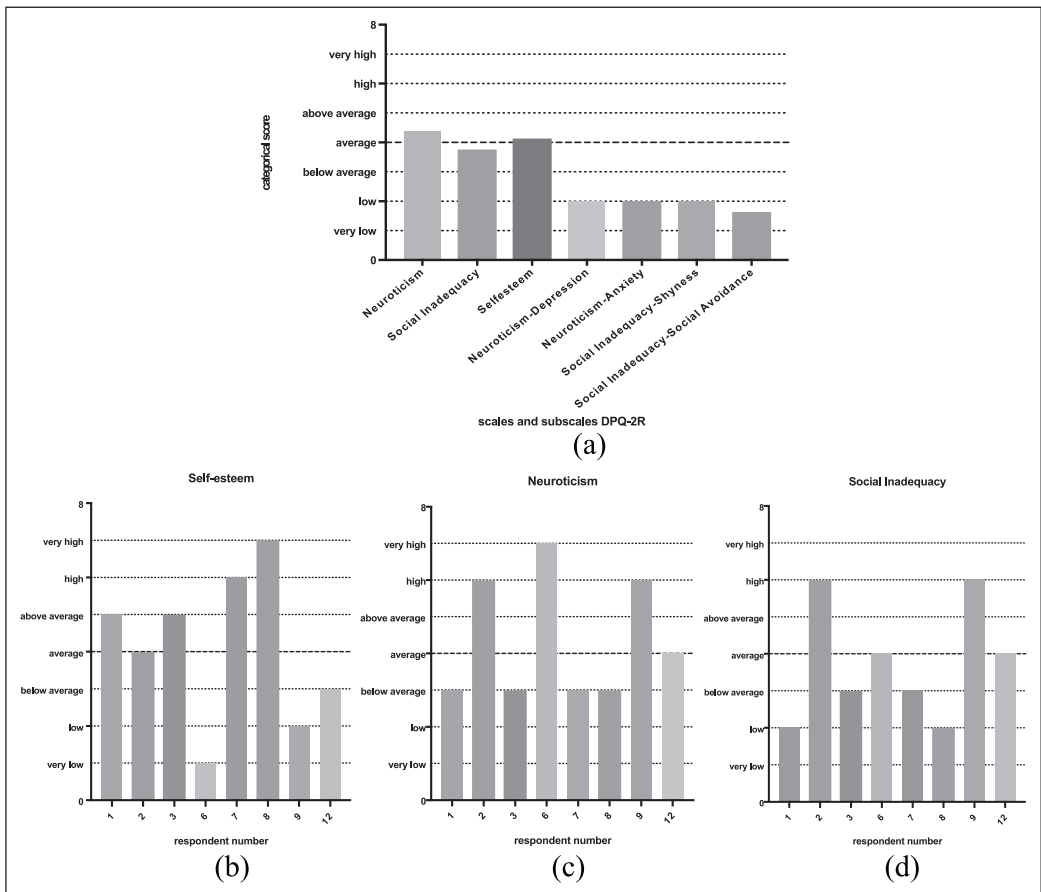 8
very high
high
above average
average
below average
low
very low
0
categorical score
Neuroticism
Social Inadequacy
Selfesteem
Neuroticism-Depression
Neuroticism-Anxiety
Social Inadequacy-Shyness
Social Inadequacy-Social Avoidance
scales and subscales DPQ-2R
(a)
Self-esteem
8
very high
high
above average
average
below average
low
very low
0
1 2 3 6 7 8 9 12
respondent number
(b)
Neuroticism
8
very high
high
above average
average
below average
low
very low
0
1 2 3 6 7 8 9 12
respondent number
(c)
Social Inadequacy
8
very high
high
above average
average
below average
low
very low
0
1 2 3 6 7 8 9 12
respondent number
(d)